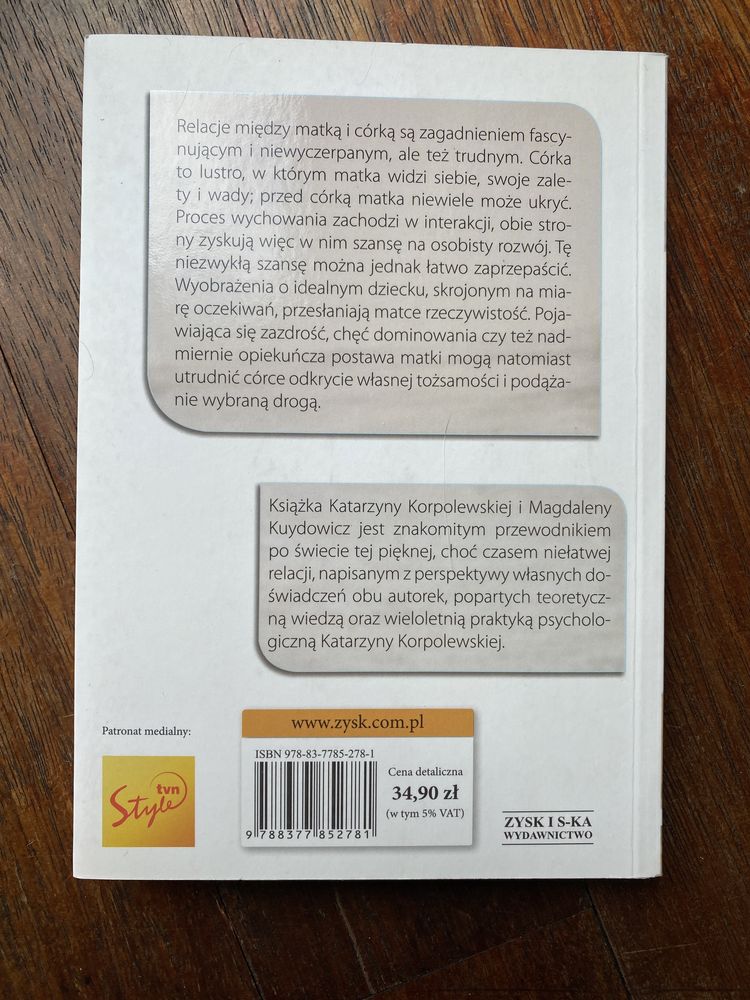 Relacje między matką i córką są zagadnieniem fascy-
nującym i niewyczerpanym, ale też trudnym. Córka
to lustro, w którym matka widzi siebie, swoje zale-
ty i wady; przed córką matka niewiele może ukryć.
Proces wychowania zachodzi w interakcji, obie stro-
ny zyskują więc w nim szansę na osobisty rozwój. Tę
niezwykłą szansę można jednak łatwo zaprzepaścić.
Wyobrażenia o idealnym dziecku, skrojonym na mia-
rę oczekiwań, przesłaniają matce rzeczywistość. Poja-
wiająca się zazdrość, chęć dominowania czy też nad-
miernie opiekuńcza postawa matki mogą natomiast
utrudnić córce odkrycie własnej tożsamości i podąża-
nie wybraną drogą.
Książka Katarzyny Korpolewskiej i Magdaleny
Kuydowicz jest znakomitym przewodnikiem
po świecie tej pięknej, choć czasem niełatwej
relacji, napisanym z perspektywy własnych do-
świadczeń obu autorek, popartych teoretycz-
ną wiedzą oraz wieloletnią praktyką psycholo-
giczną Katarzyny Korpolewskiej.
Patronat medialny:
tvn
Style
www.zysk.com.pl
ISBN 978-83-7785-278-1
9 788377 852781
Cena detaliczna
34,90 zł
(w tym 5% VAT)
ZYSK I S-KA
WYDAWNICTWO